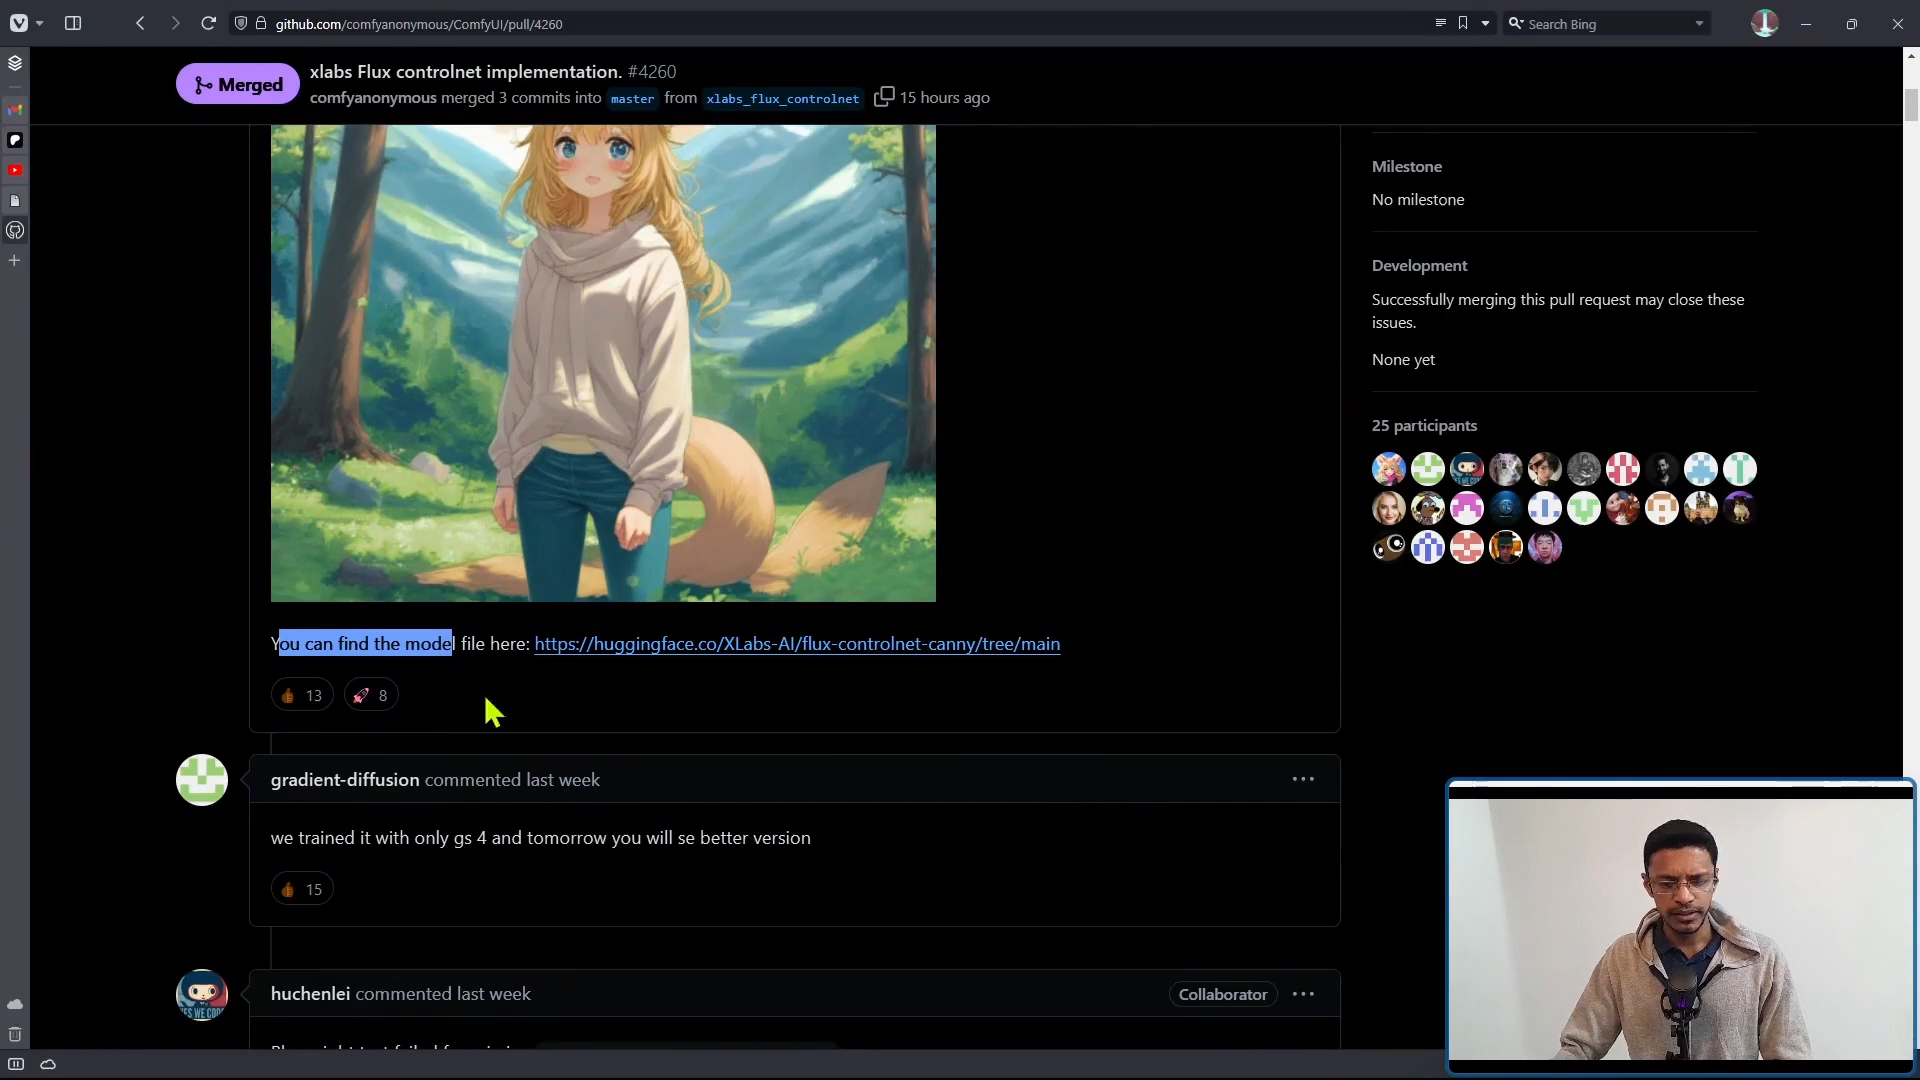 github.com/comfyanonymous/ComfyUI/pull/4260
Search Bing
Merged
xlabs Flux controlnet implementation. #4260
comfyanonymous merged 3 commits into master from xlabs_flux_controlnet 15 hours ago
Milestone
No milestone
Development
Successfully merging this pull request may close these
issues.
None yet
25 participants
You can find the model file here: https://huggingface.co/XLabs-AI/flux-controlnet-canny/tree/main
13
8
gradient-diffusion commented last week
we trained it with only gs 4 and tomorrow you will se better version
15
huchenlei commented last week
Collaborator